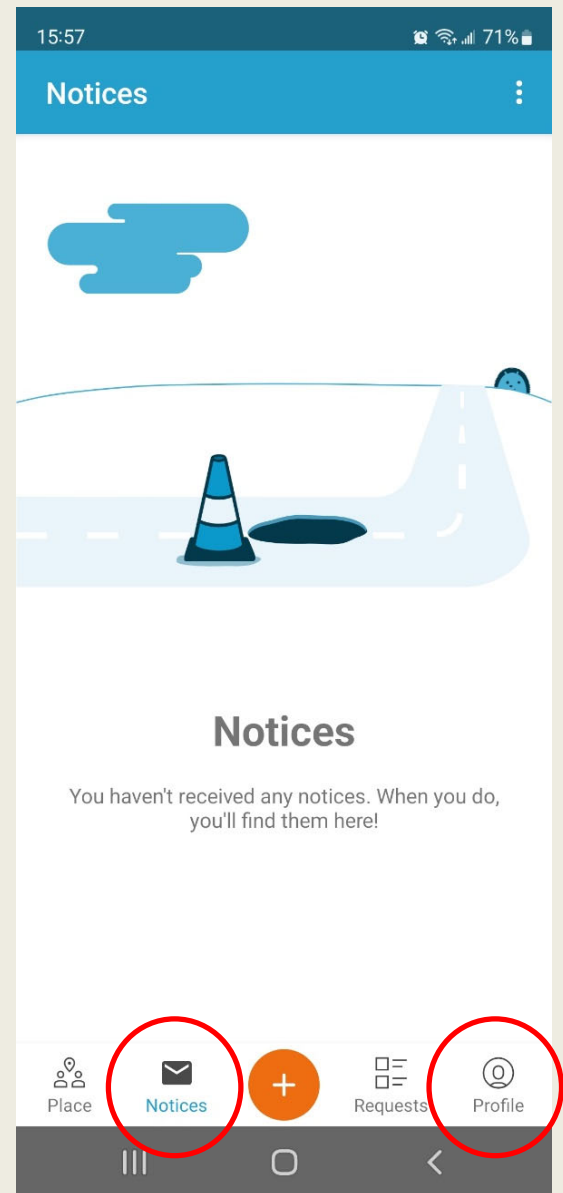 15:57 71%
Notices
Notices
You haven't received any notices. When you do,
you'll find them here!
Place Notices Requests Profile